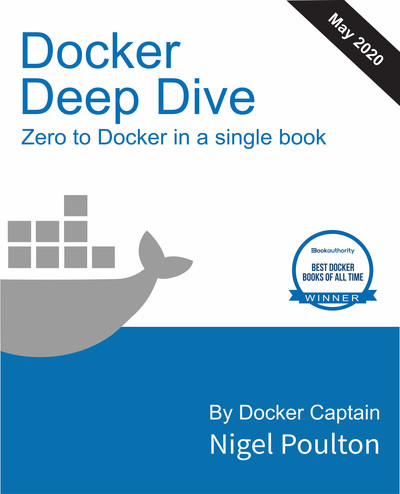 May 2020
Docker
Deep Dive
Zero to Docker in a single book
Bookauthority
BEST DOCKER
BOOKS OF ALL TIME
WINNER
By Docker Captain
Nigel Poulton